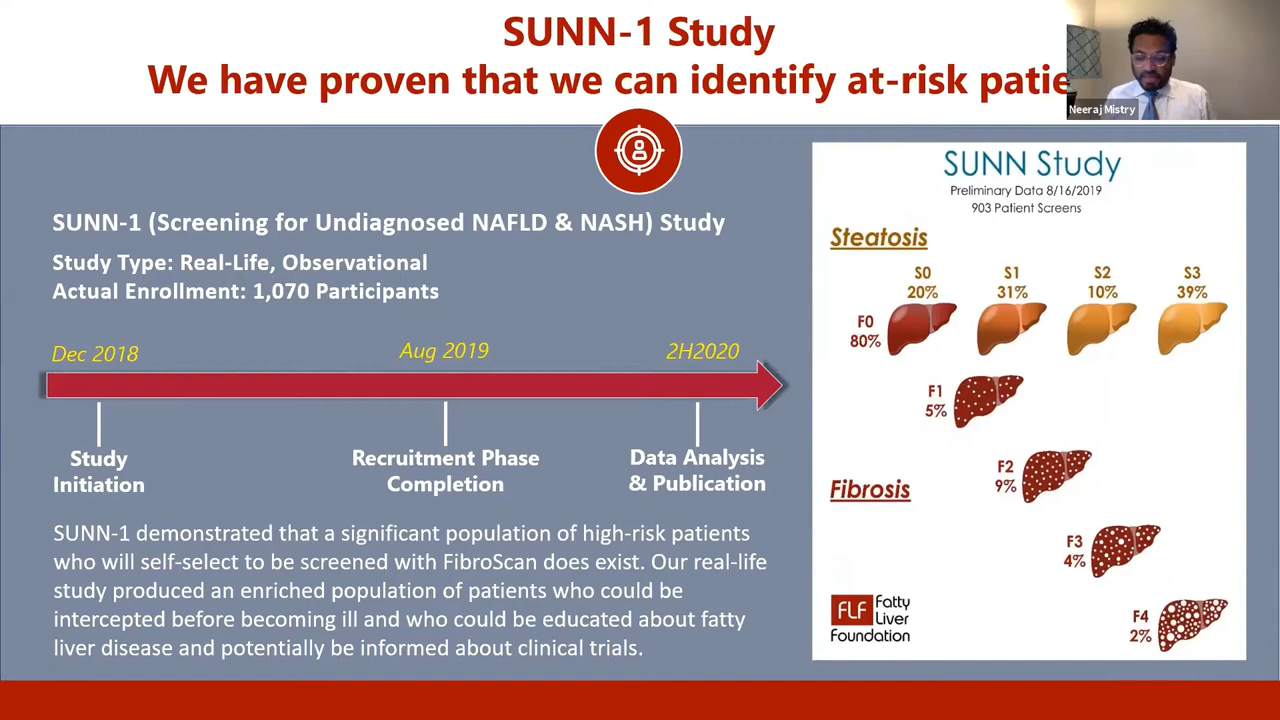 SUNN-1 Study
We have proven that we can identify at-risk patie
Neeraj Mistry
SUNN-1 (Screening for Undiagnosed NAFLD & NASH) Study
Study Type: Real-Life, Observational
Actual Enrollment: 1,070 Participants
Dec 2018
Aug 2019
2H2020
Study
Initiation
Recruitment Phase
Completion
Data Analysis
& Publication
SUNN-1 demonstrated that a significant population of high-risk patients
who will self-select to be screened with FibroScan does exist. Our real-life
study produced an enriched population of patients who could be
intercepted before becoming ill and who could be educated about fatty
liver disease and potentially be informed about clinical trials.
SUNN Study
Preliminary Data 8/16/2019
903 Patient Screens
Steatosis
S0
20%
S1
31%
S2
10%
S3
39%
F0
80%
F1
5%
F2
9%
Fibrosis
F3
4%
F4
2%
FLF Fatty
Liver
Foundation